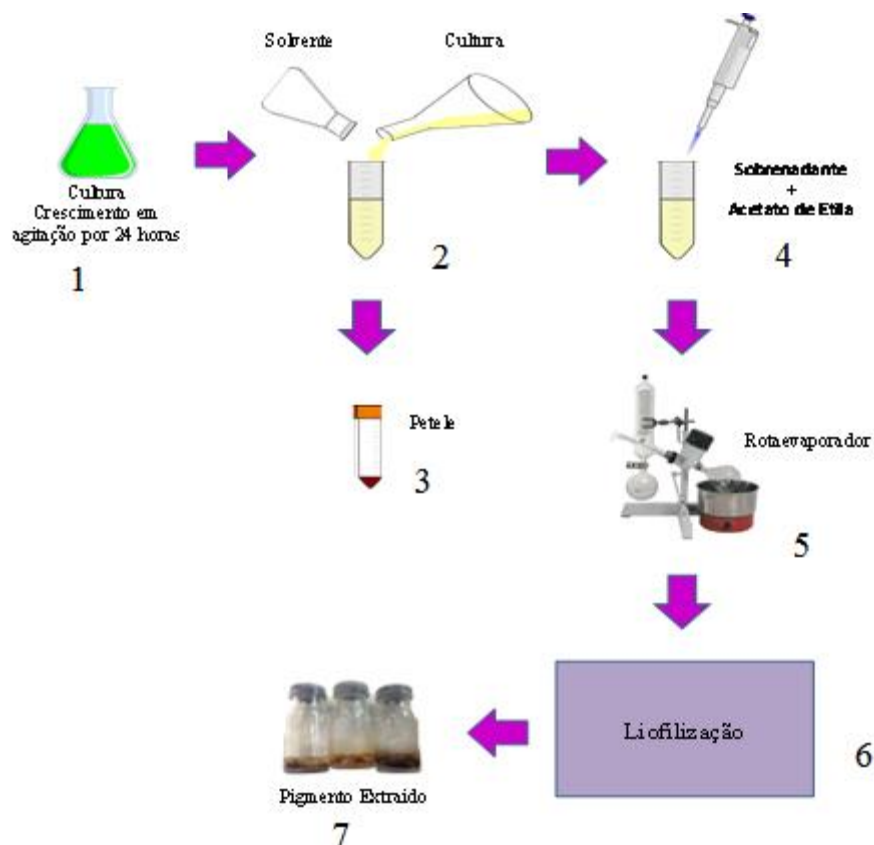 Solvente
Cultura
Cultura
Crescimento em
agitação por 24 horas
1
2
Sobrenadante
+
Acetato de Etila
4
Petele
3
Rotaevaporador
5
Liofilização
6
Pigmento Extraido
7